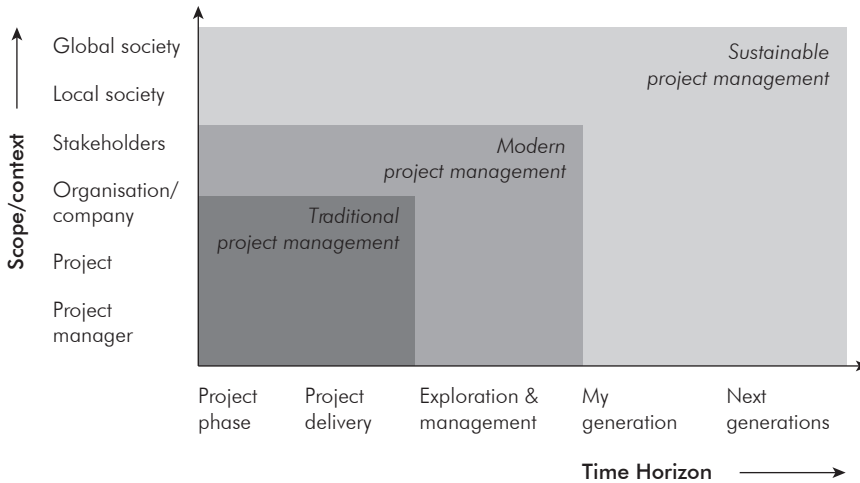 Global society
Local society
Stakeholders
Organisation/
company
Project
Project
manager
Scope/context
Sustainable
project management
Modern
project management
Traditional
project management
Project
phase
Project
delivery
Exploration &
management
My
generation
Next
generations
Time Horizon